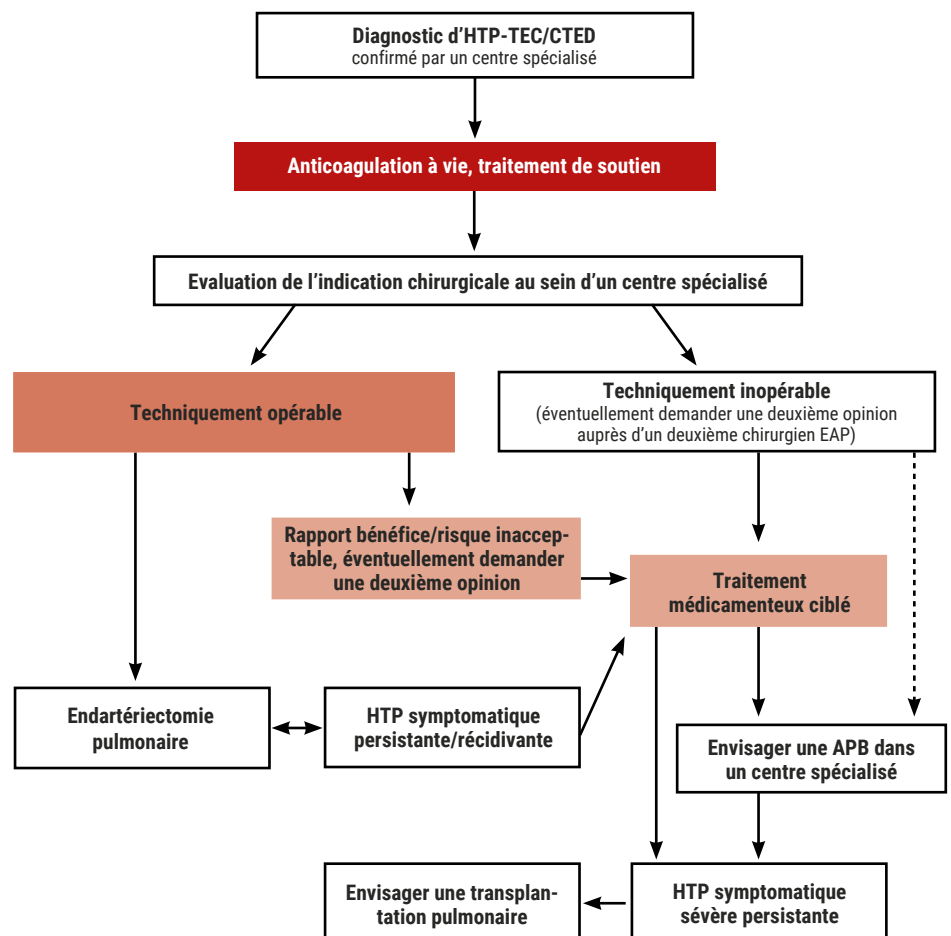 Diagnostic d’HTP-TEC/CTED
confirmé par un centre spécialisé
Anticoagulation à vie, traitement de soutien
Evaluation de l’indication chirurgicale au sein d’un centre spécialisé
Techniquement opérable
Techniquement inopérable
(éventuellement demander une deuxième opinion
auprès d’un deuxième chirurgien EAP)
Rapport bénéfice/risque inaccep-
table, éventuellement demander
une deuxième opinion
Traitement
médicamenteux ciblé
Endartériectomie
pulmonaire
HTP symptomatique
persistante/récidivante
Envisager une APB dans
un centre spécialisé
Envisager une transplan-
tation pulmonaire
HTP symptomatique
sévère persistante